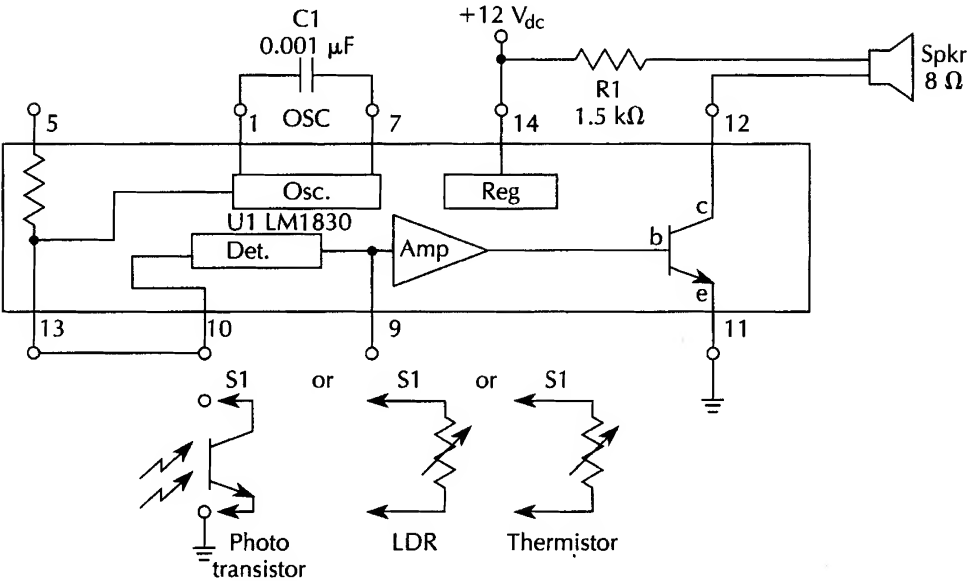 C1
0.001 μF
+12 Vdc
Spkr
8 Ω
R1
1.5 kΩ
5
1
OSC
7
14
12
Osc.
Reg
U1 LM1830
Det.
Amp
c
b
e
13
10
9
11
S1
or
S1
or
S1
Photo
transistor
LDR
Thermistor